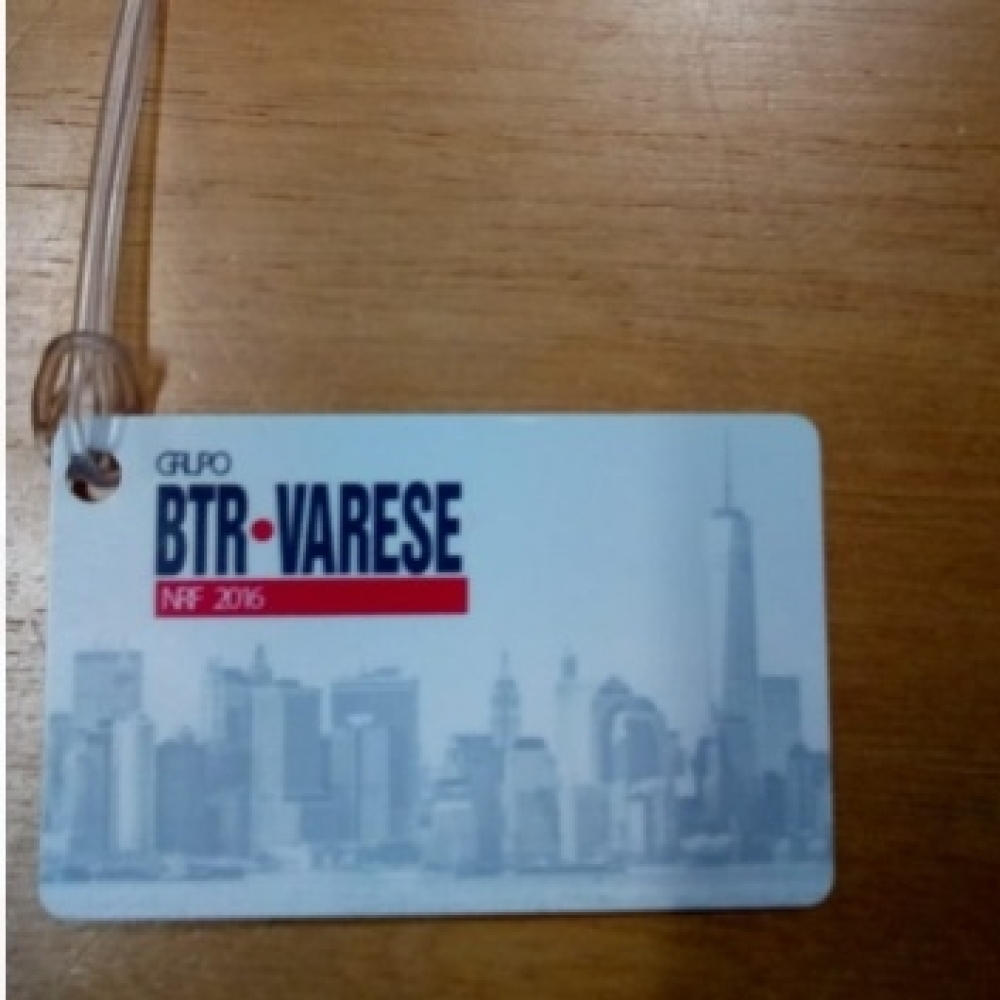 GRUPO
BTR•VARESE
NRF 2016